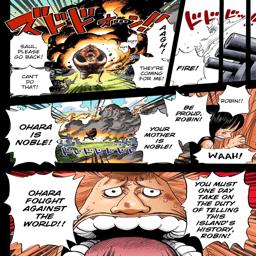 FIRE!
THEY'RE
COMING
FOR ME!
SAUL,
PLEASE
GO BACK!
CAN'T
DO
THAT!
ROBIN!!
WAAH!
BE
PROUD,
ROBIN!
YOUR
MOTHER
IS
NOBLE!
OHARA
IS
NOBLE!
YOU MUST
ONE DAY
TAKE ON
THE DUTY
OF TELLING
THIS
ISLAND'S
HISTORY,
ROBIN!
OHARA
FOUGHT
AGAINST
THE
WORLD!!